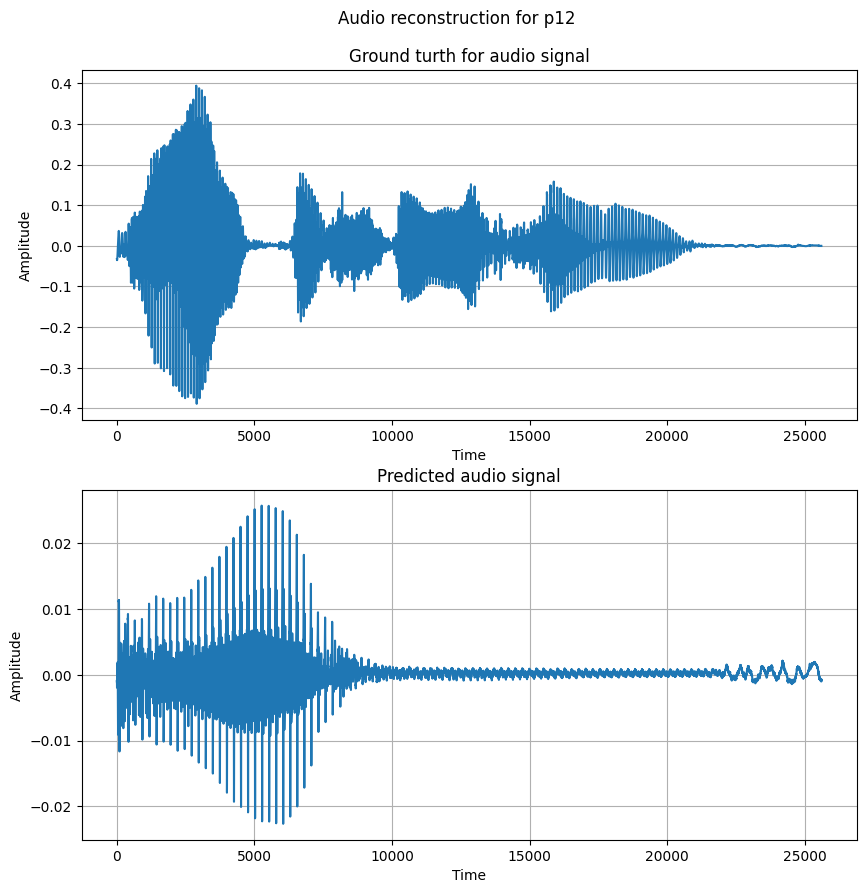 Audio reconstruction for p12
Ground turth for audio signal
0.4
0.3
0.2
0.1
0.0
−0.1
−0.2
−0.3
−0.4
Amplitude
0 5000 10000 15000 20000 25000
Time
Predicted audio signal
0.02
0.01
0.00
−0.01
−0.02
Amplitude
0 5000 10000 15000 20000 25000
Time